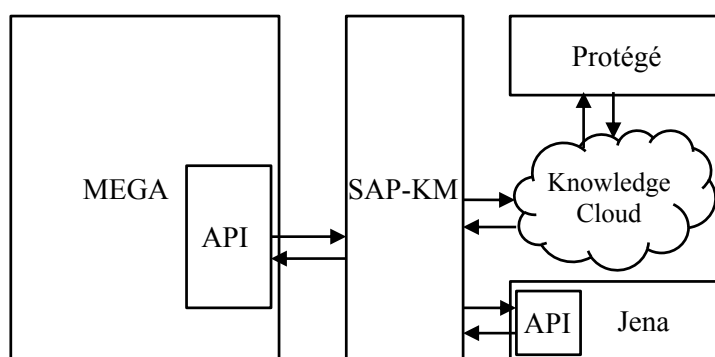 Protégé
MEGA
API
SAP-KM
Knowledge
Cloud
API
Jena